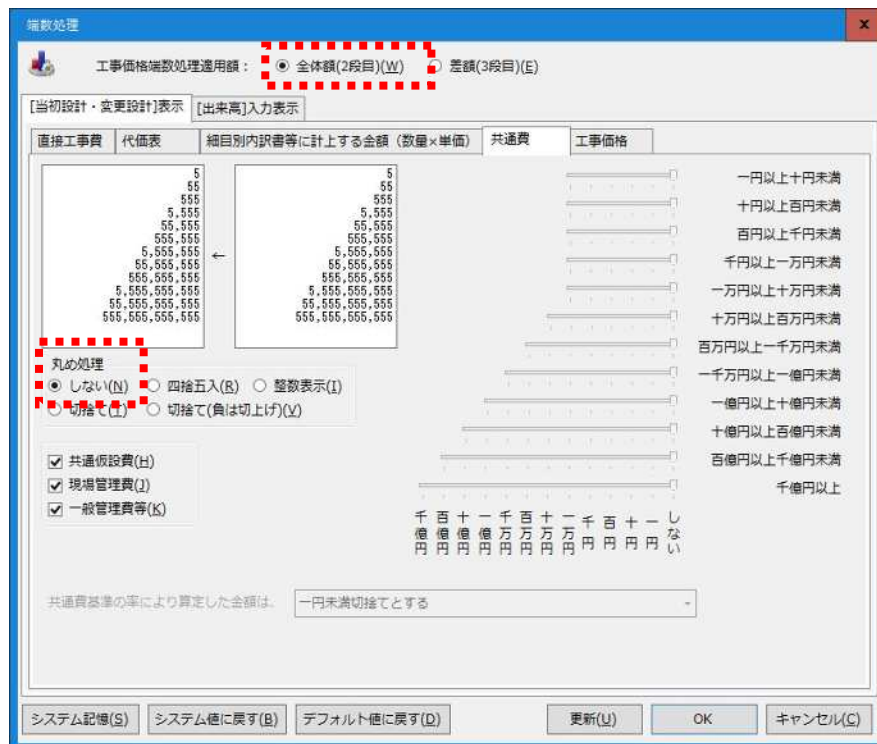 端数処理
x
工事価格端数処理適用額： 全体額(2段目)(W) 差額(3段目)(E)
[当初設計・変更設計]表示 [出来高]入力表示
直接工事費 代価表 細目別内訳書等に計上する金額（数量×単価） 共通費 工事価格
5
55
555
5,555
55,555
555,555
5,555,555
55,555,555
555,555,555
5,555,555,555
55,555,555,555
555,555,555,555
←
5
55
555
5,555
55,555
555,555
5,555,555
55,555,555
555,555,555
5,555,555,555
55,555,555,555
555,555,555,555
一円以上十円未満
十円以上百円未満
百円以上千円未満
千円以上一万円未満
一万円以上十万円未満
十万円以上百万円未満
百万円以上一千万円未満
一千万円以上一億円未満
一億円以上十億円未満
十億円以上百億円未満
百億円以上千億円未満
千億円以上
千億円 百億円 十億円 一億円 千万円 百万円 十万円 一万円 千円 百円 十円 一円 しない
丸め処理
しない(N) 四捨五入(R) 整数表示(I)
切捨て(T) 切捨て(負は切上げ)(V)
共通仮設費(H)
現場管理費(J)
一般管理費等(K)
共通費基準の率により算定した金額は、 一円未満切捨てとする
システム記憶(S) システム値に戻す(B) デフォルト値に戻す(D) 更新(U) OK キャンセル(C)